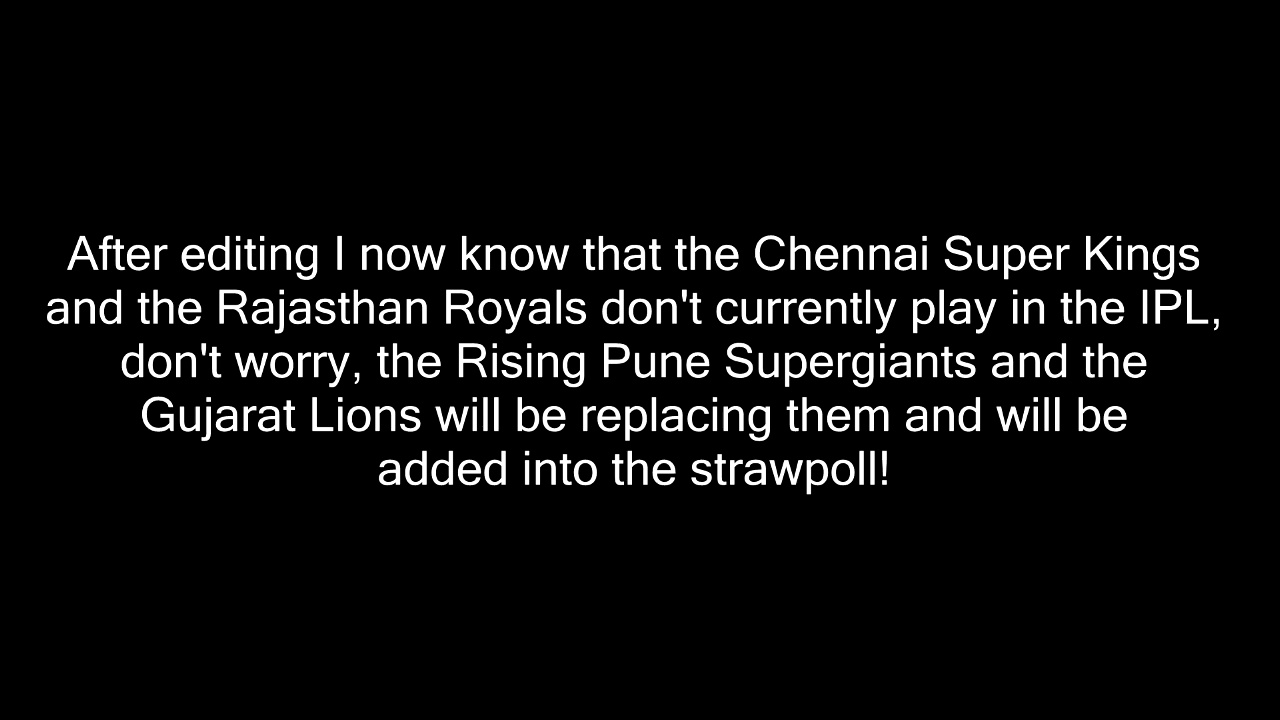 After editing I now know that the Chennai Super Kings
and the Rajasthan Royals don't currently play in the IPL,
don't worry, the Rising Pune Supergiants and the
Gujarat Lions will be replacing them and will be
added into the strawpoll!